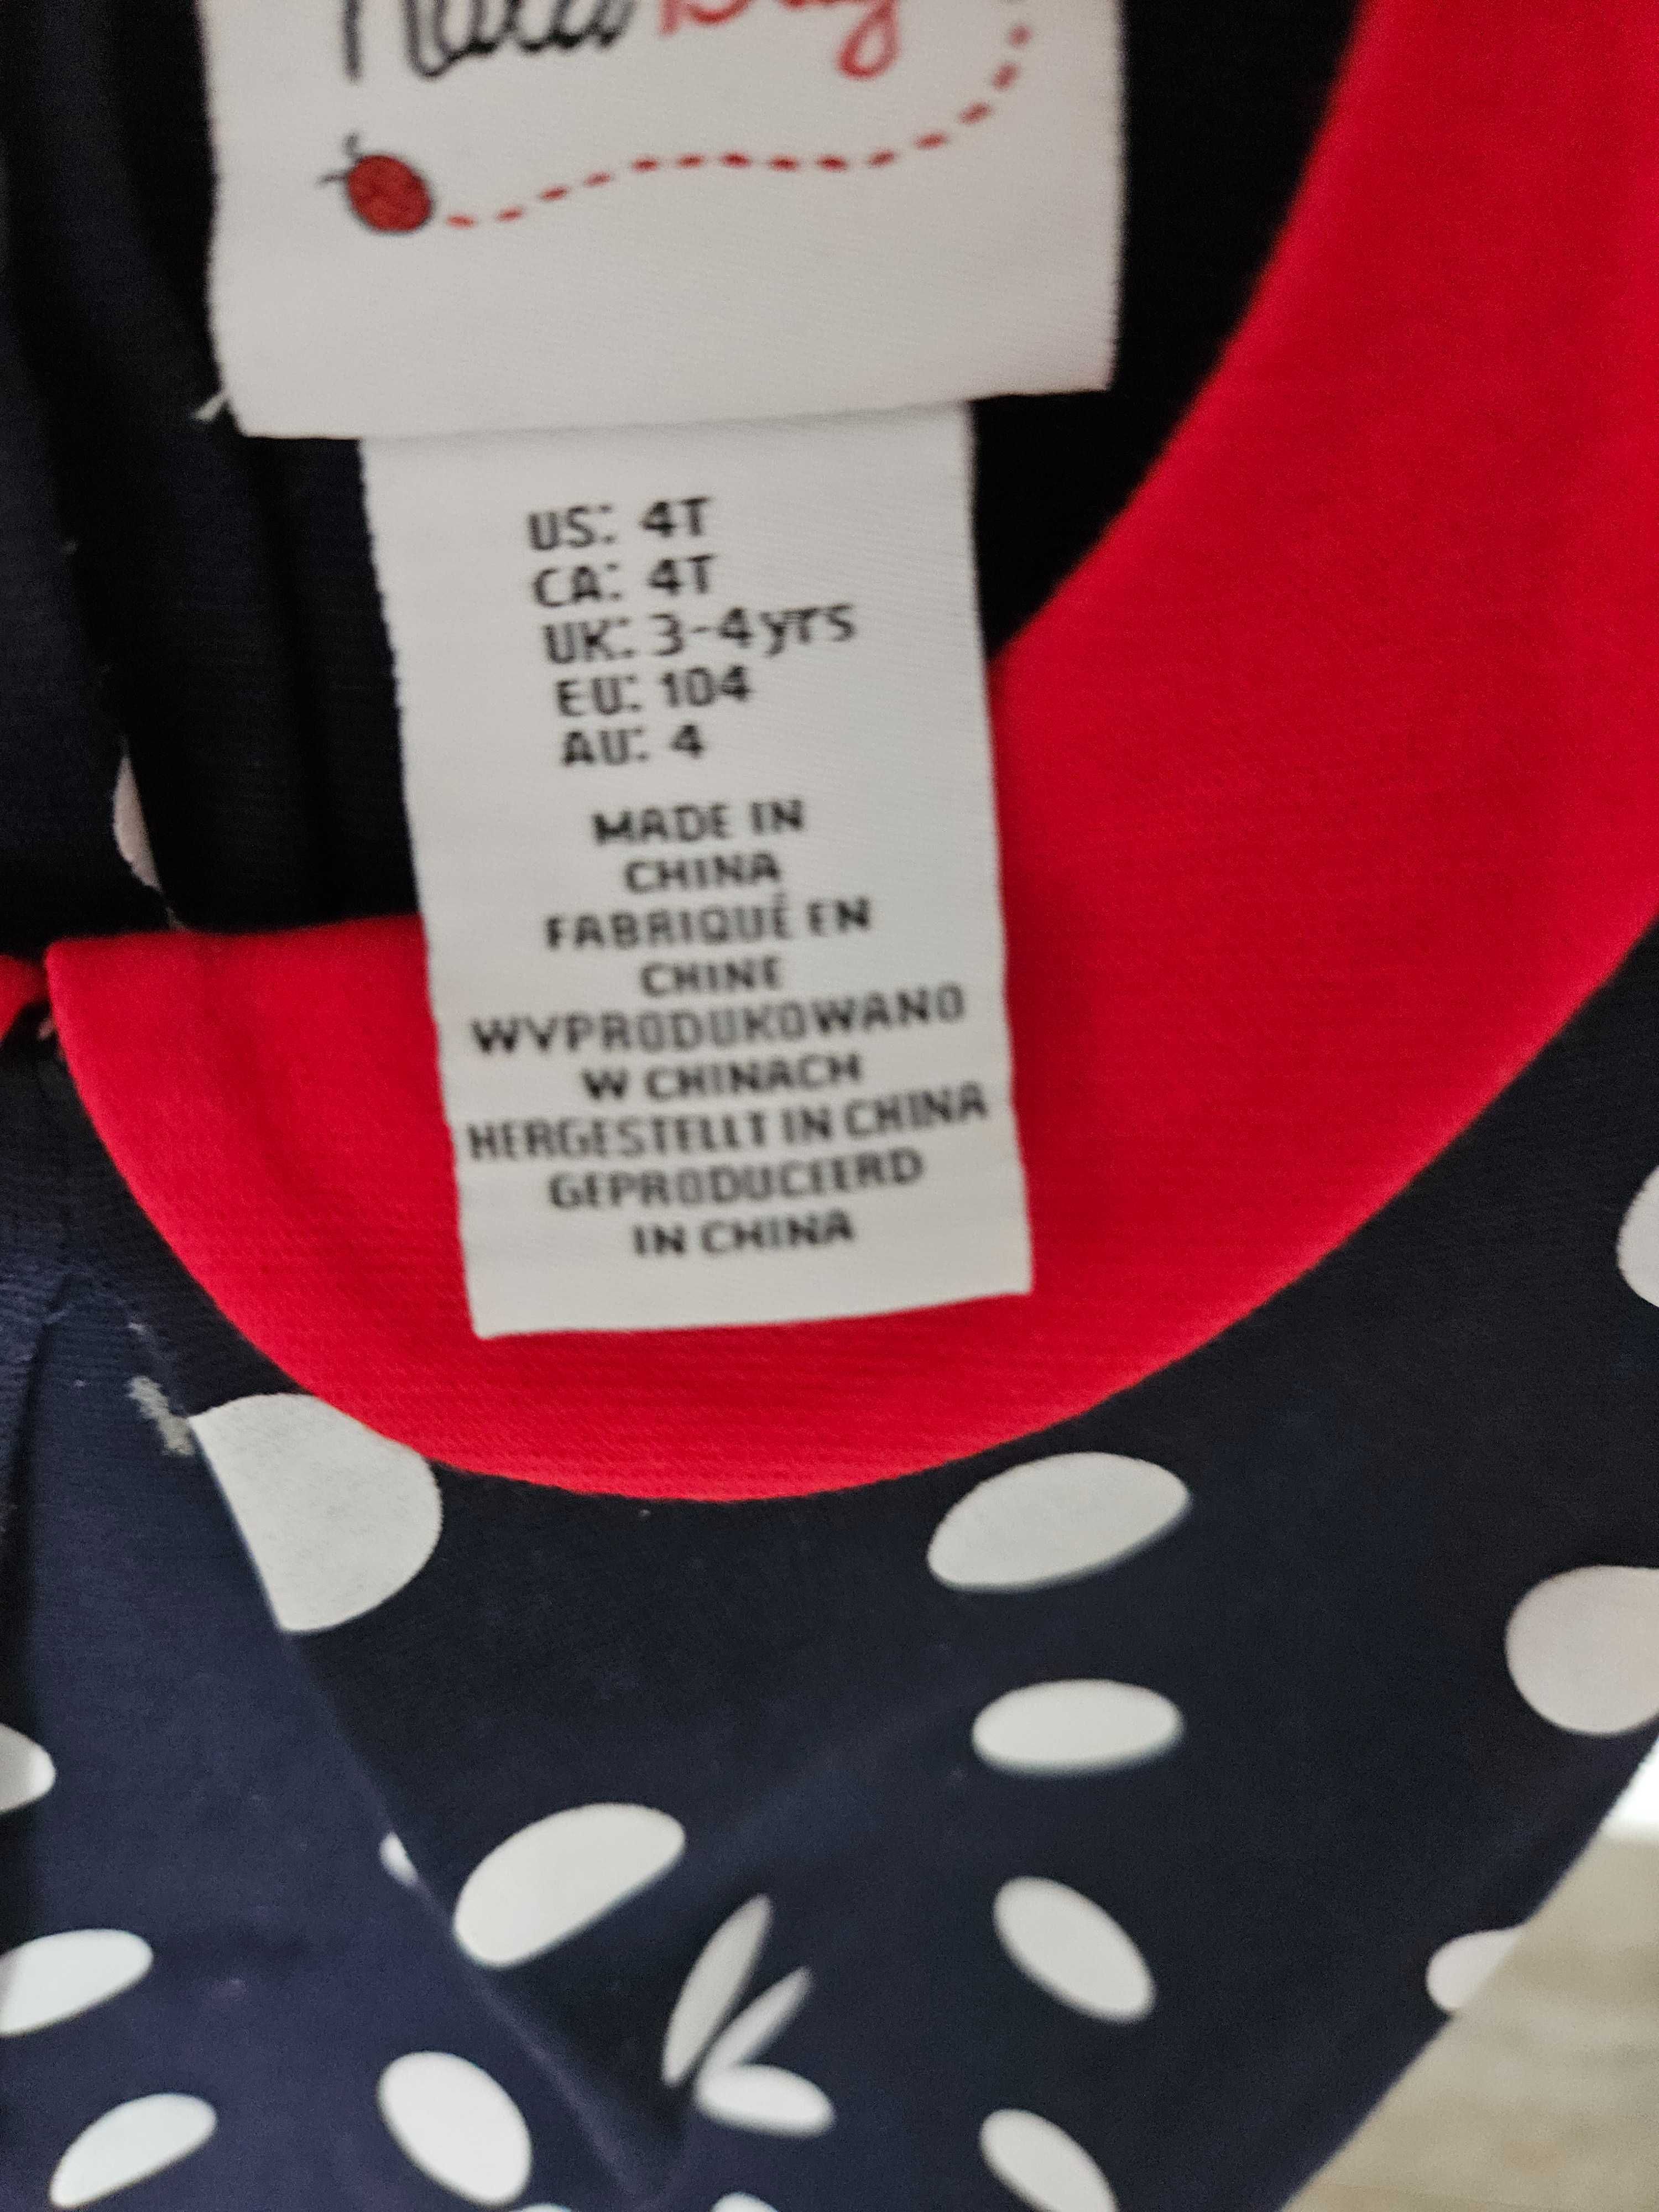 US: 4T
CA: 4T
UK: 3-4yrs
EU: 104
AU: 4
MADE IN
CHINA
FABRIQUÉ EN
CHINE
WYPRODUKOWANO
W CHINACH
HERGESTELLT IN CHINA
GEPRODUCEERD
IN CHINA